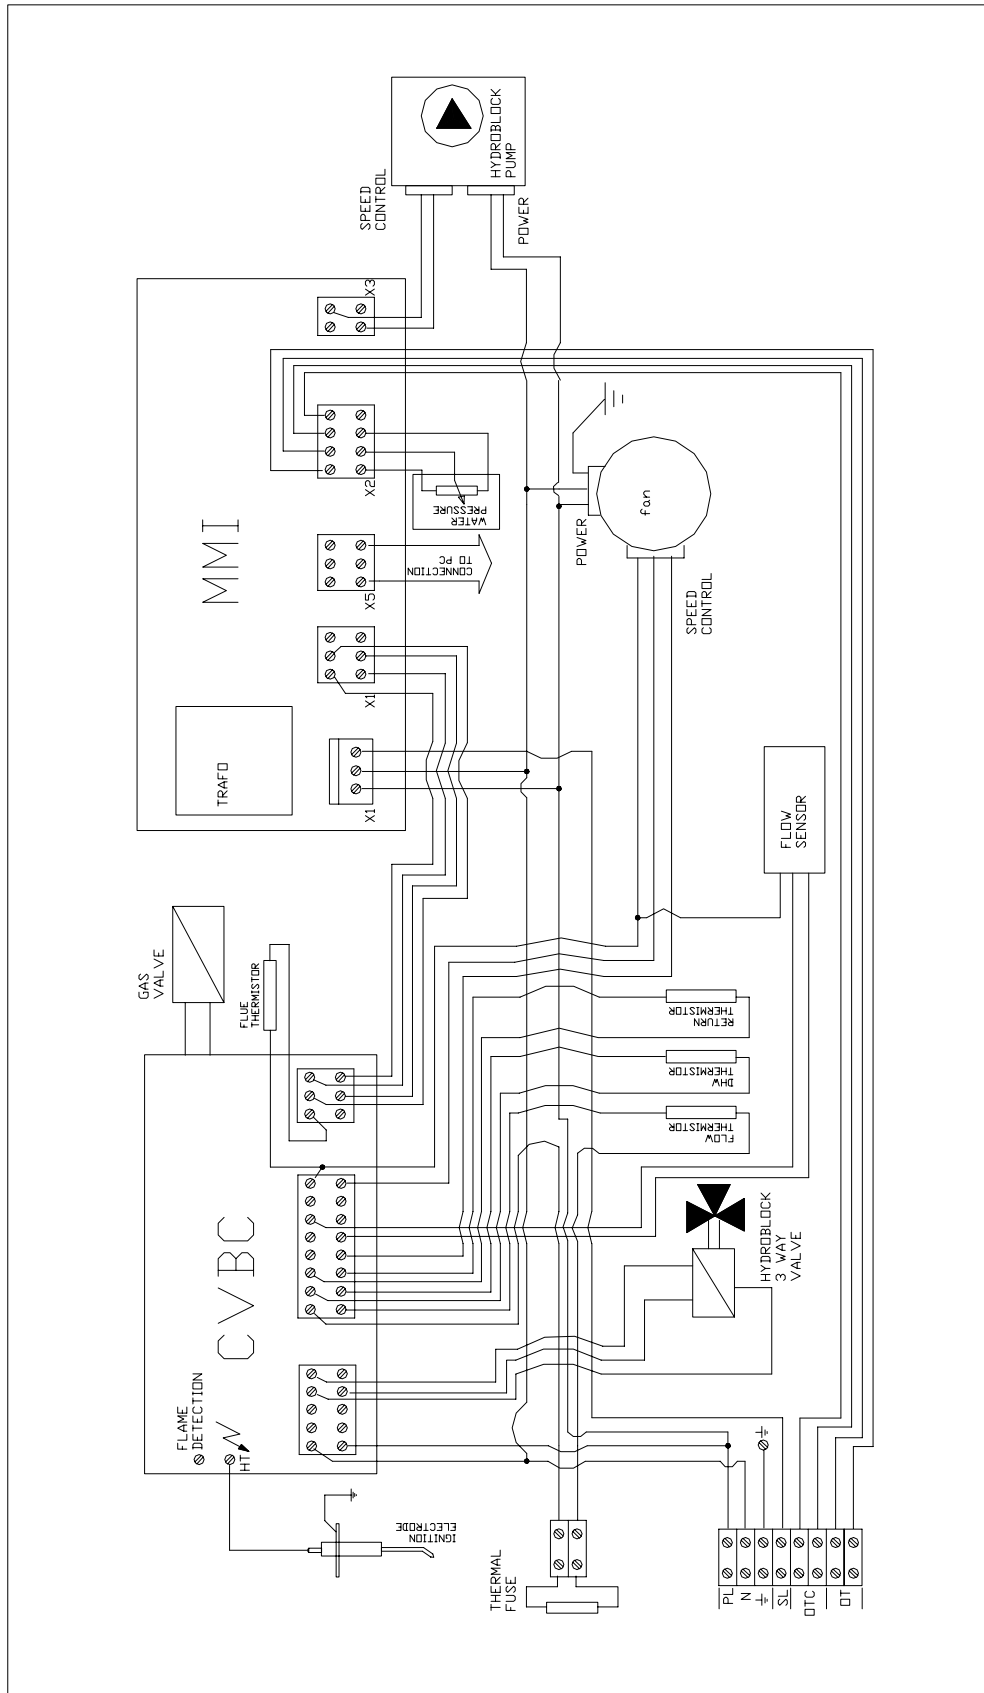 HYDROBLOCK
PUMP
SPEED
CONTROL
POWER
X3
MMI
X2
WATER
PRESSURE
X5
CONNECTION
TO PC
X1
TRAFO
X1
POWER
fan
SPEED
CONTROL
FLOW
SENSOR
GAS
VALVE
FLUE
THERMISTOR
RETURN
THERMISTOR
DHW
THERMISTOR
FLOW
THERMISTOR
CVBC
HYDROBLOCK
3 WAY
VALVE
FLAME
DETECTION
HT
IGNITION
ELECTRODE
THERMAL
FUSE
PL
N
SL
OTC
OT